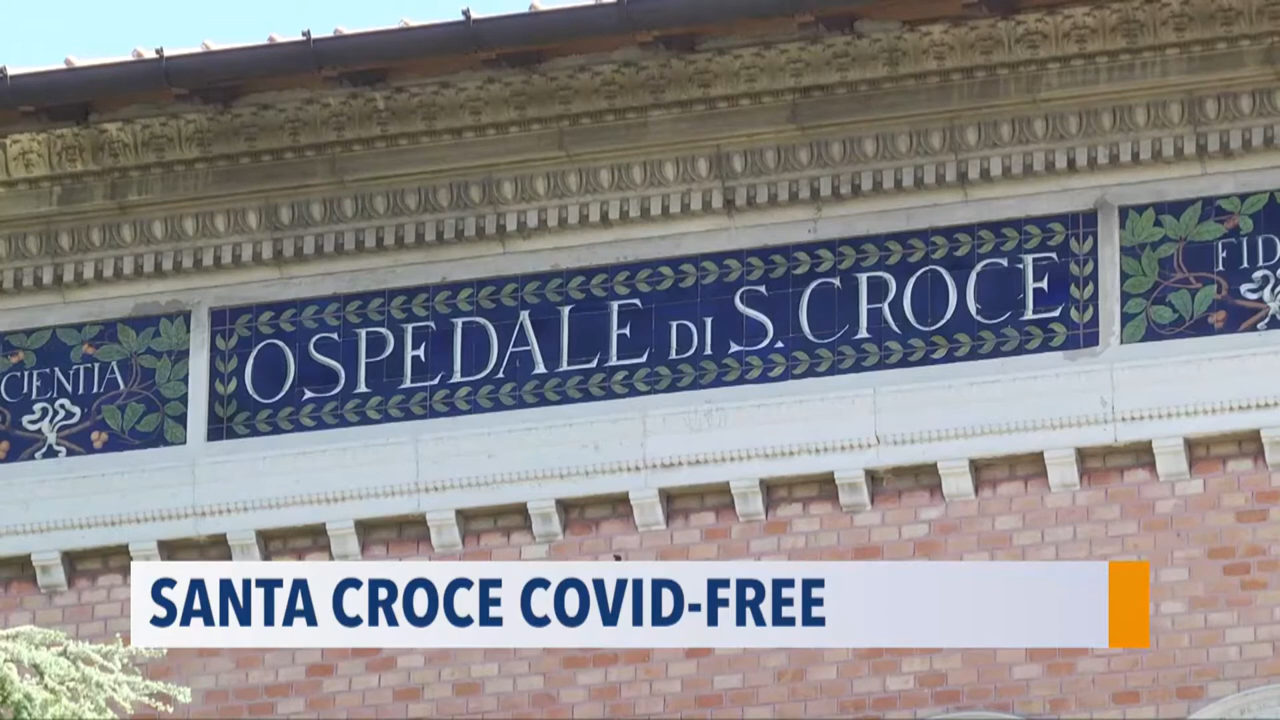 CIENTIA
OSPEDALE DI S. CROCE
FID
SANTA CROCE COVID-FREE